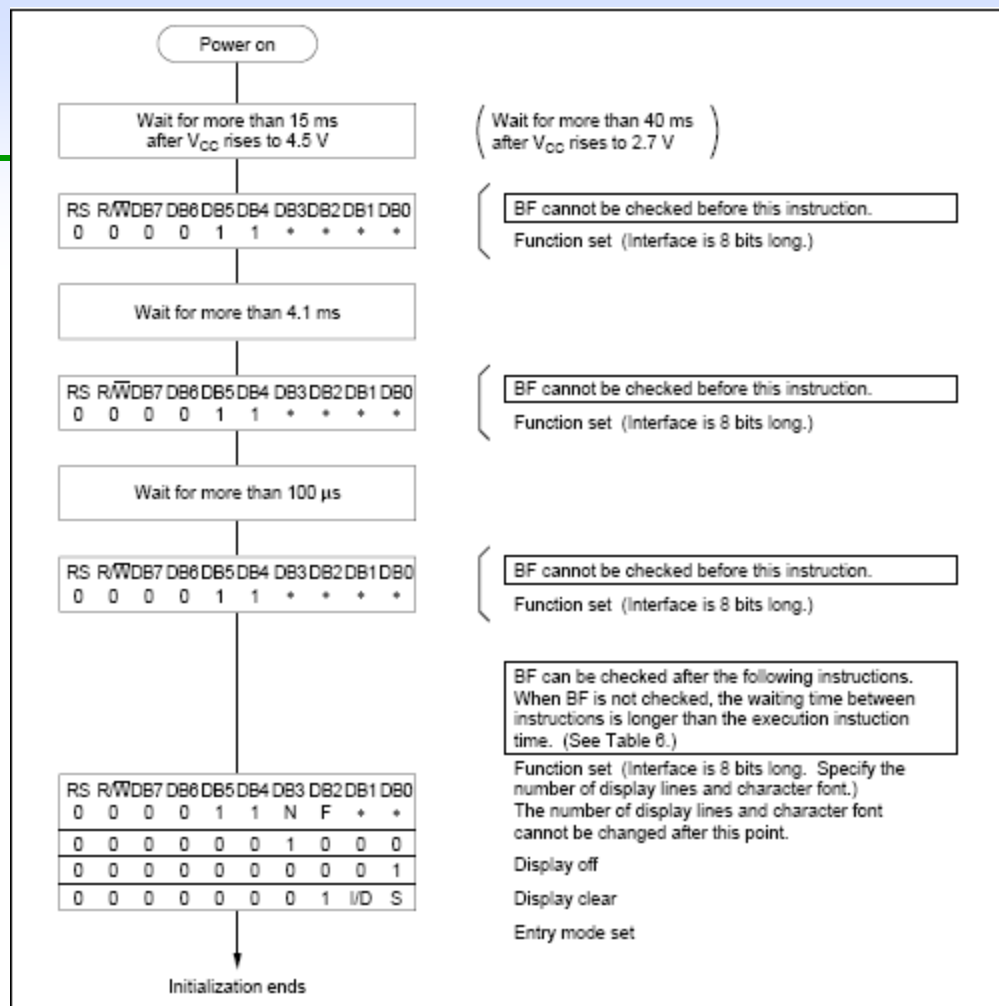 Power on
Wait for more than 15 ms
after VCC rises to 4.5 V
Wait for more than 40 ms
after VCC rises to 2.7 V
RS R/W̅ DB7 DB6 DB5 DB4 DB3 DB2 DB1 DB0
0 0 0 0 1 1 * * * *
BF cannot be checked before this instruction.
Function set (Interface is 8 bits long.)
Wait for more than 4.1 ms
RS R/W̅ DB7 DB6 DB5 DB4 DB3 DB2 DB1 DB0
0 0 0 0 1 1 * * * *
BF cannot be checked before this instruction.
Function set (Interface is 8 bits long.)
Wait for more than 100 µs
RS R/W̅ DB7 DB6 DB5 DB4 DB3 DB2 DB1 DB0
0 0 0 0 1 1 * * * *
BF cannot be checked before this instruction.
Function set (Interface is 8 bits long.)
BF can be checked after the following instructions.
When BF is not checked, the waiting time between
instructions is longer than the execution instuction
time. (See Table 6.)
RS R/W̅ DB7 DB6 DB5 DB4 DB3 DB2 DB1 DB0
0 0 0 0 1 1 N F * *
0 0 0 0 0 0 1 0 0 0
0 0 0 0 0 0 0 0 0 1
0 0 0 0 0 0 0 1 I/D S
Function set (Interface is 8 bits long. Specify the
number of display lines and character font.)
The number of display lines and character font
cannot be changed after this point.
Display off
Display clear
Entry mode set
Initialization ends